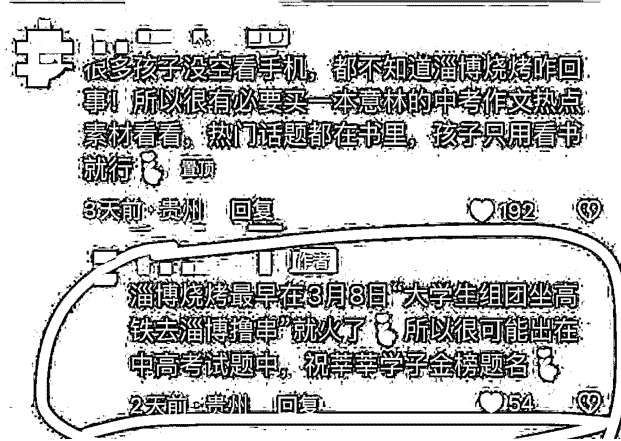 很多孩子没空看手机，都不知道淄博烧烤咋回
事！所以很有必要买一本意林的中考作文热点
素材看看，热门话题都在书里，孩子只用看书
就行 置顶
3天前·贵州 回复 192
作者
淄博烧烤最早在3月8日“大学生组团坐高
铁去淄博撸串”就火了 所以很可能出在
中高考试题中，祝莘莘学子金榜题名
2天前·贵州 回复 54